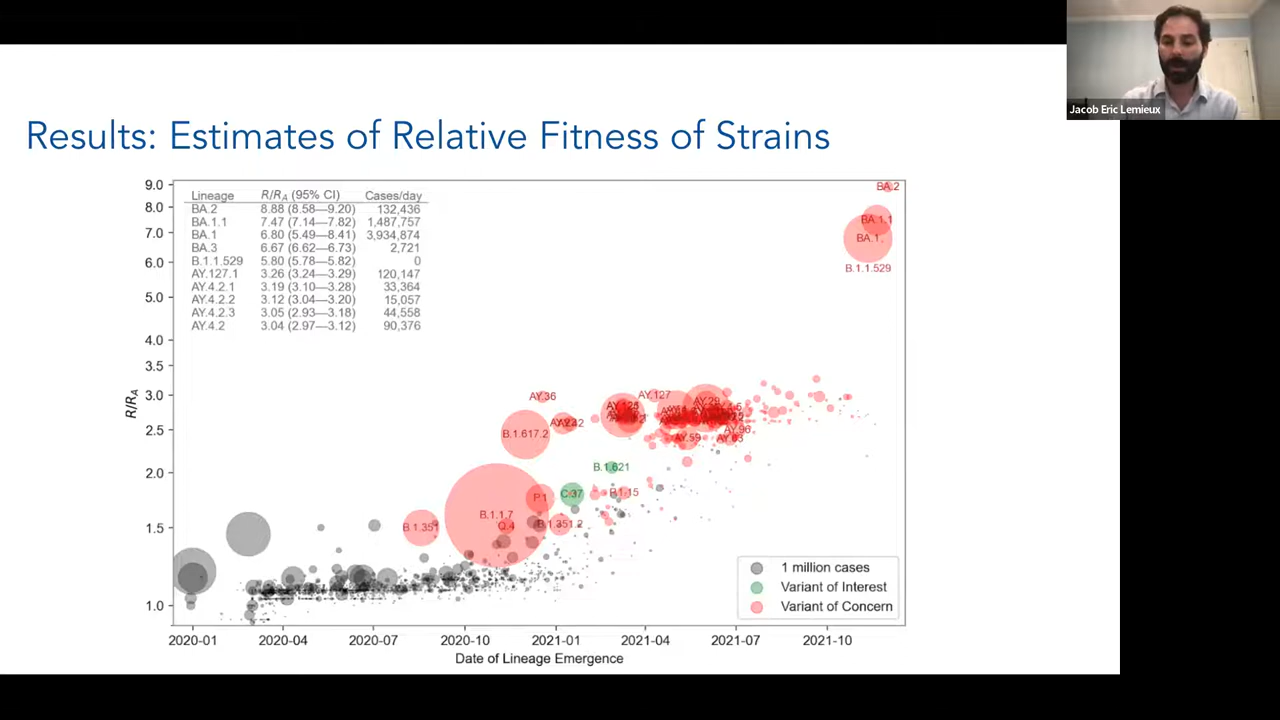 Jacob Eric Lemieux
Results: Estimates of Relative Fitness of Strains
Lineage R/R_A (95% CI) Cases/day
BA.2 8.88 (8.58—9.20) 132,436
BA.1.1 7.47 (7.14—7.82) 1,487,757
BA.1 6.80 (5.49—8.41) 3,934,874
BA.3 6.67 (6.62—6.73) 2,721
B.1.1.529 5.80 (5.78—5.82) 0
AY.127.1 3.26 (3.24—3.29) 120,147
AY.4.2.1 3.19 (3.10—3.28) 33,364
AY.4.2.2 3.12 (3.04—3.20) 15,057
AY.4.2.3 3.05 (2.93—3.18) 44,558
AY.4.2 3.04 (2.97—3.12) 90,376
R/R_A
9.0
8.0
7.0
6.0
5.0
4.0
3.5
3.0
2.5
2.0
1.5
1.0
BA.2
BA.1.1
BA.1
B.1.1.529
AY.36
AY.127
AY.29
B.1.617.2
AY.96
AY.59
B.1.621
P.1
C.37
B.1.1.7
Q.4
B.1.351
B.1.351.2
1 million cases
Variant of Interest
Variant of Concern
2020-01 2020-04 2020-07 2020-10 2021-01 2021-04 2021-07 2021-10
Date of Lineage Emergence